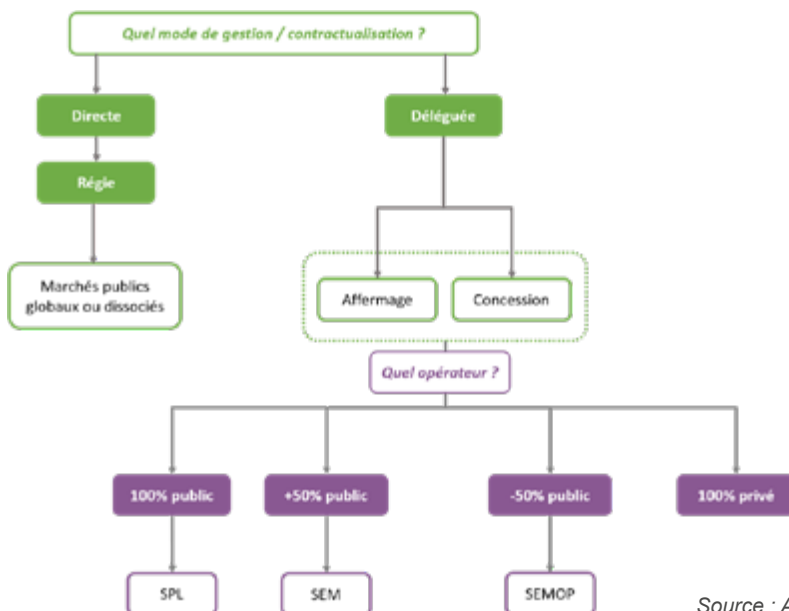 Quel mode de gestion / contractualisation ?
Directe
Déléguée
Régie
Marchés publics
globaux ou dissociés
Affermage
Concession
Quel opérateur ?
100% public
+50% public
-50% public
100% privé
SPL
SEM
SEMOP
Source : A